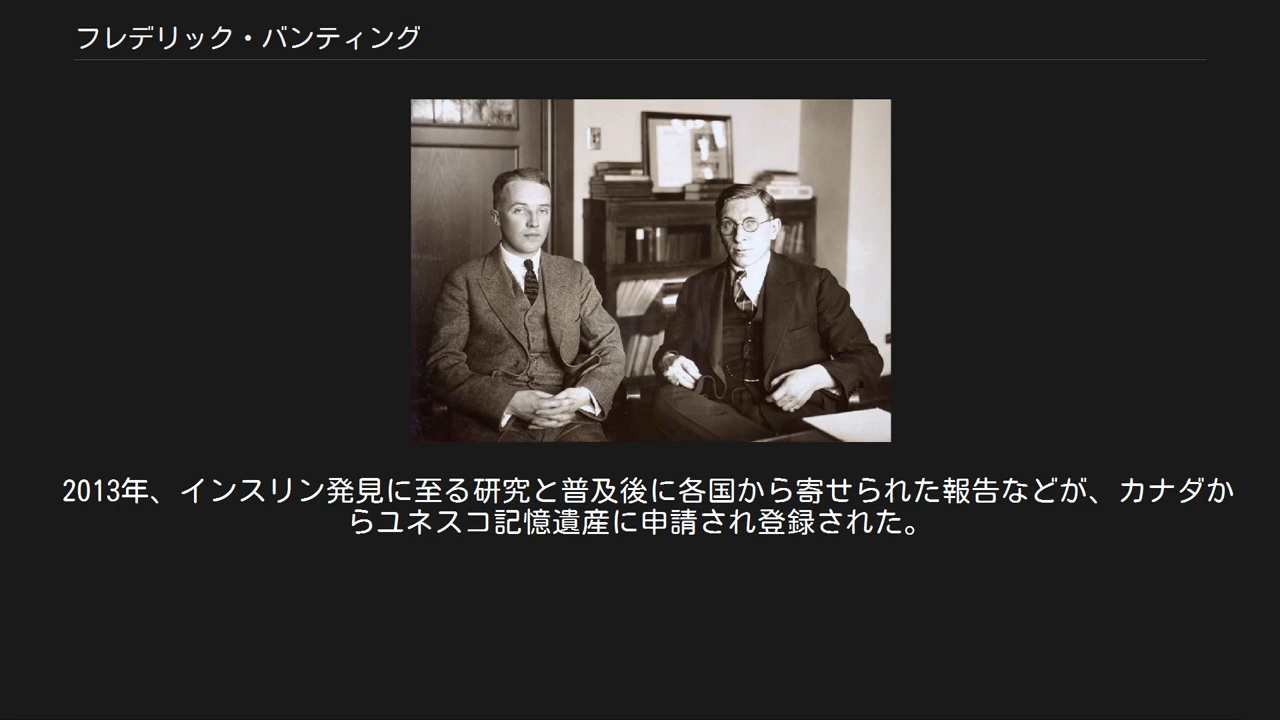 フレデリック・バンティング
2013年、インスリン発見に至る研究と普及後に各国から寄せられた報告などが、カナダか
らユネスコ記憶遺産に申請され登録された。